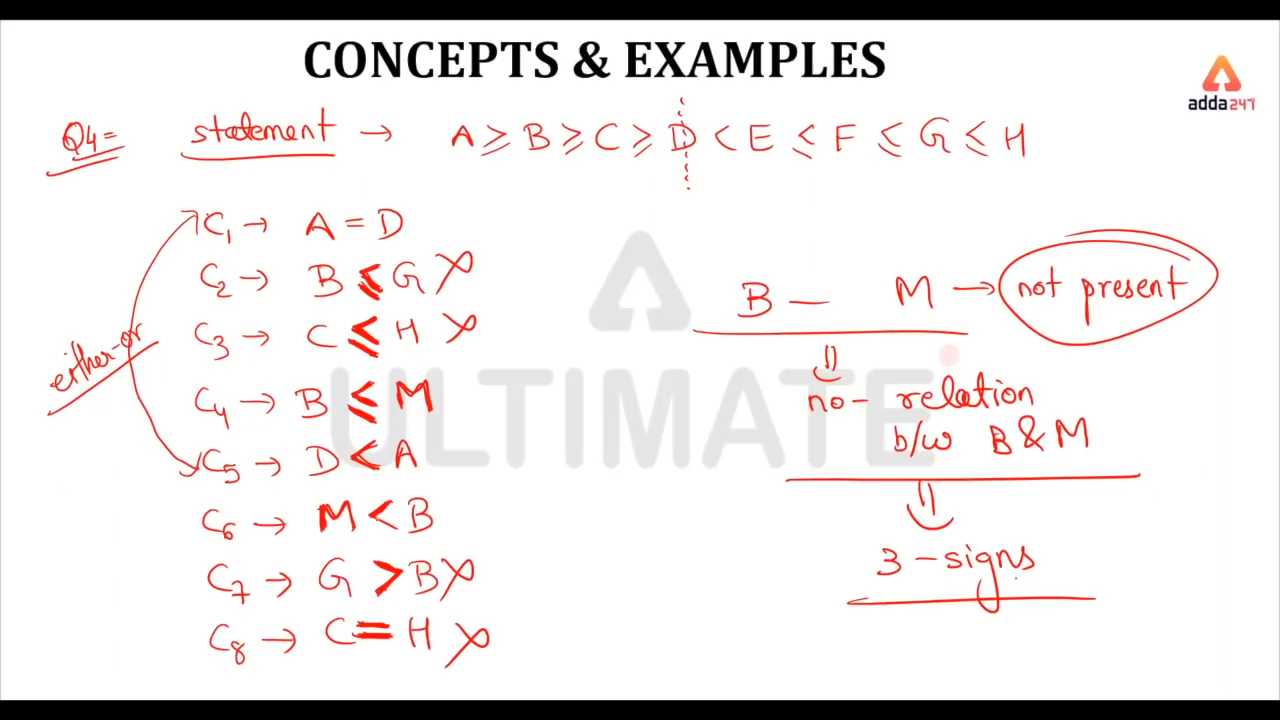 CONCEPTS & EXAMPLES
adda247
Q4= statement → A ≥ B ≥ C ≥ D < E ≤ F ≤ G ≤ H
C1 → A = D
C2 → B < G ×
C3 → C ≤ H ×
C4 → B ≤ M
C5 → D < A
C6 → M < B
C7 → G > B ×
C8 → C = H ×
either-or
B — M → not present
no- relation
b/w B & M
3 - signs
ULTIMATE